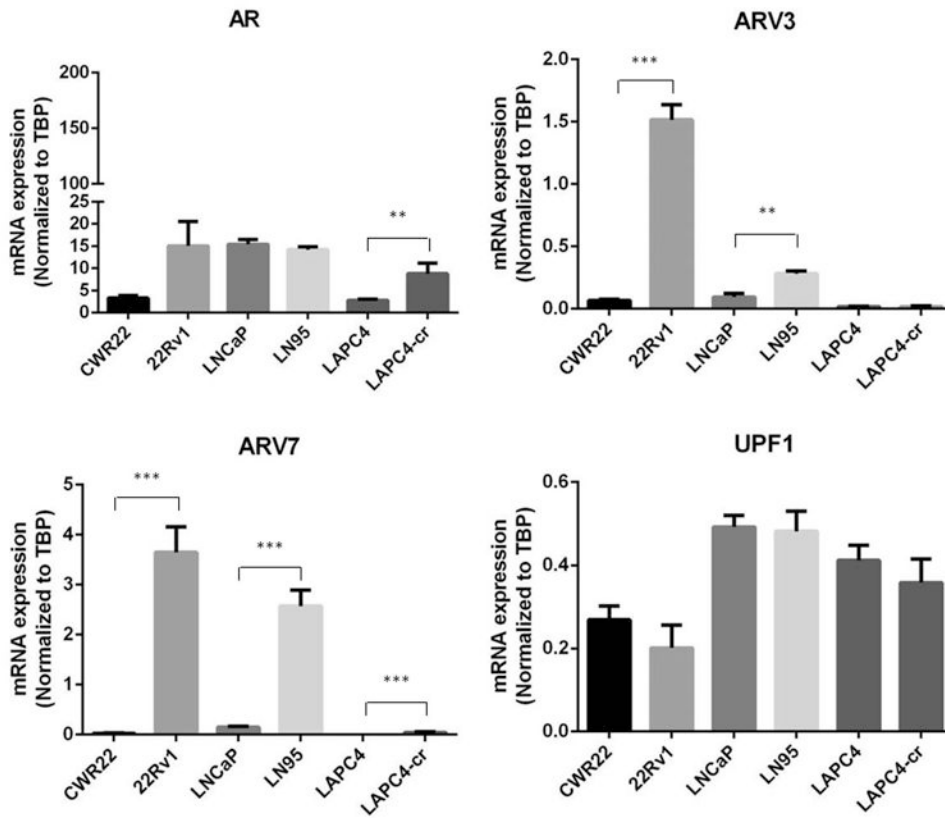 AR
mRNA expression
(Normalized to TBP)
200
150
100
25
20
15
10
5
0
**
CWR22
22Rv1
LNCaP
LN95
LAPC4
LAPC4-cr
ARV3
mRNA expression
(Normalized to TBP)
2.0
1.5
1.0
0.5
0.0
***
**
CWR22
22Rv1
LNCaP
LN95
LAPC4
LAPC4-cr
ARV7
mRNA expression
(Normalized to TBP)
5
4
3
2
1
0
***
***
***
CWR22
22Rv1
LNCaP
LN95
LAPC4
LAPC4-cr
UPF1
mRNA expression
(Normalized to TBP)
0.6
0.4
0.2
0.0
CWR22
22Rv1
LNCaP
LN95
LAPC4
LAPC4-cr